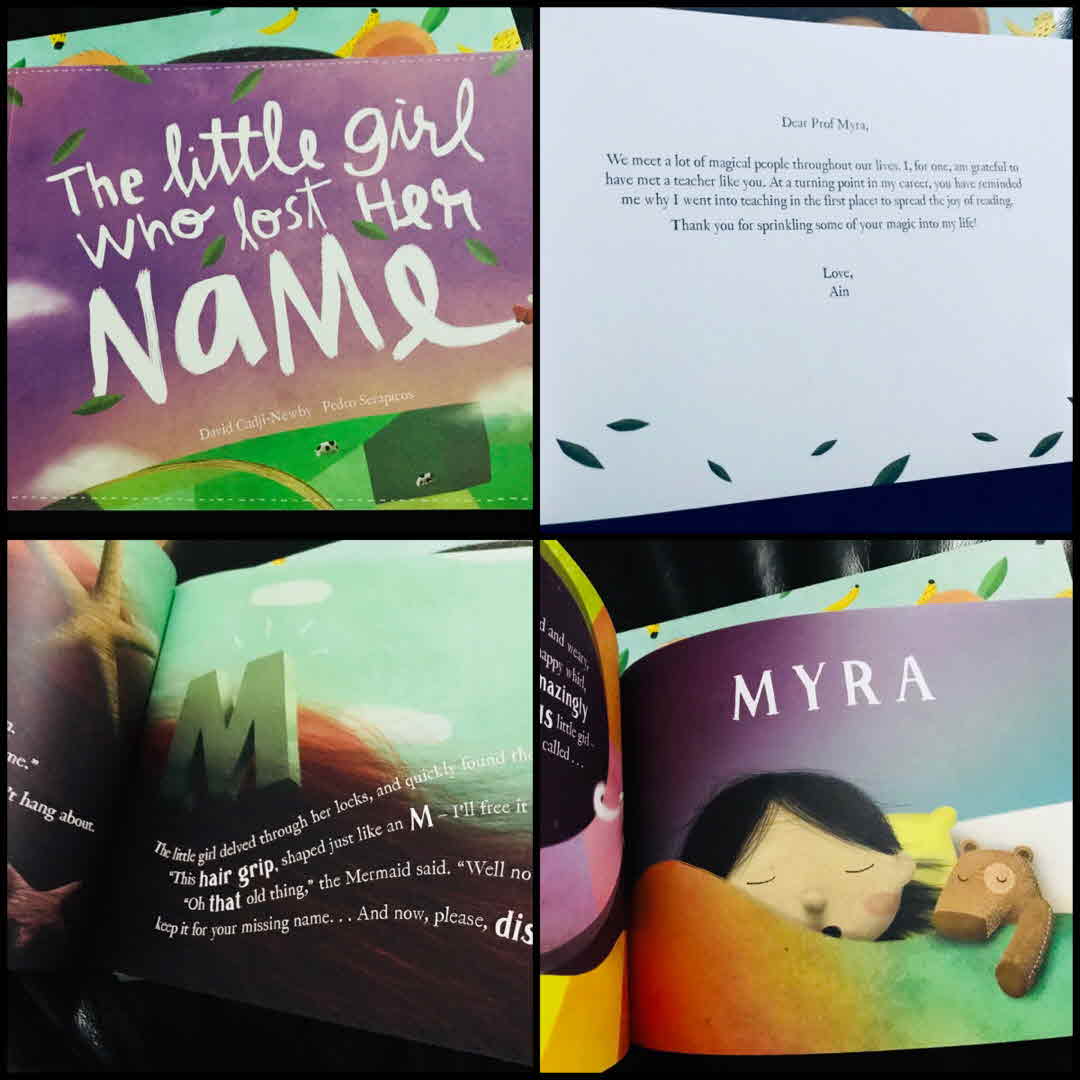 The little girl
who lost Her
NaMe
David Cadji-Newby Pedro Serapicos
Dear Prof Myra,
We meet a lot of magical people throughout our lives. I, for one, am grateful to
have met a teacher like you. At a turning point in my career, you have reminded
me why I went into teaching in the first place: to spread the joy of reading.
Thank you for sprinkling some of your magic into my life!
Love,
Ain
me."
't hang about.
M
The little girl delved through her locks, and quickly found the
"This hair grip, shaped just like an M – I'll free it
"Oh that old thing," the Mermaid said. "Well no
keep it for your missing name. . . And now, please, dis
d and weary,
appy whirl,
mazingly
little girl –
called . . .
MYRA